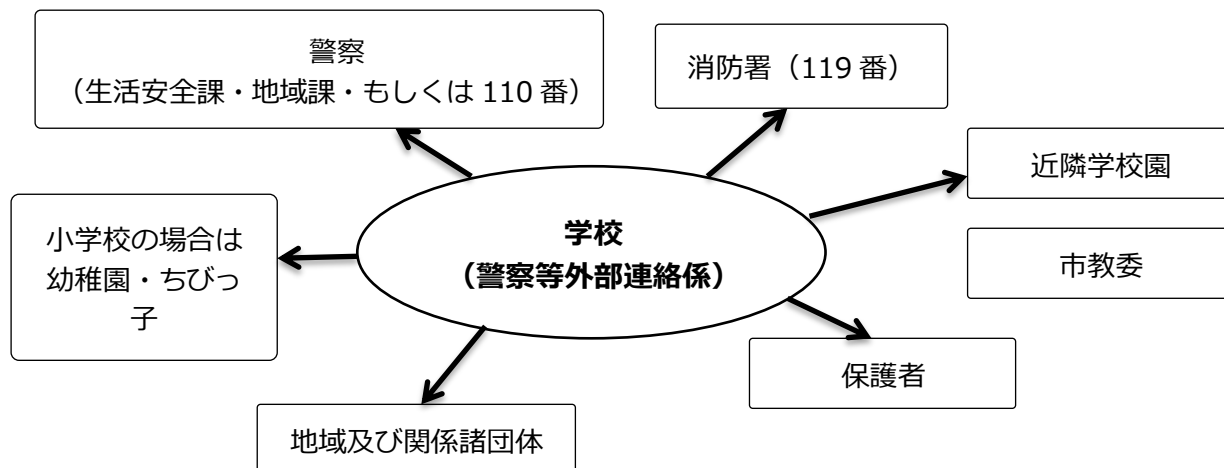 警察
（生活安全課・地域課・もしくは 110 番）
消防署（119 番）
近隣学校園
小学校の場合は
幼稚園・ちびっ
子
学校
（警察等外部連絡係）
市教委
保護者
地域及び関係諸団体